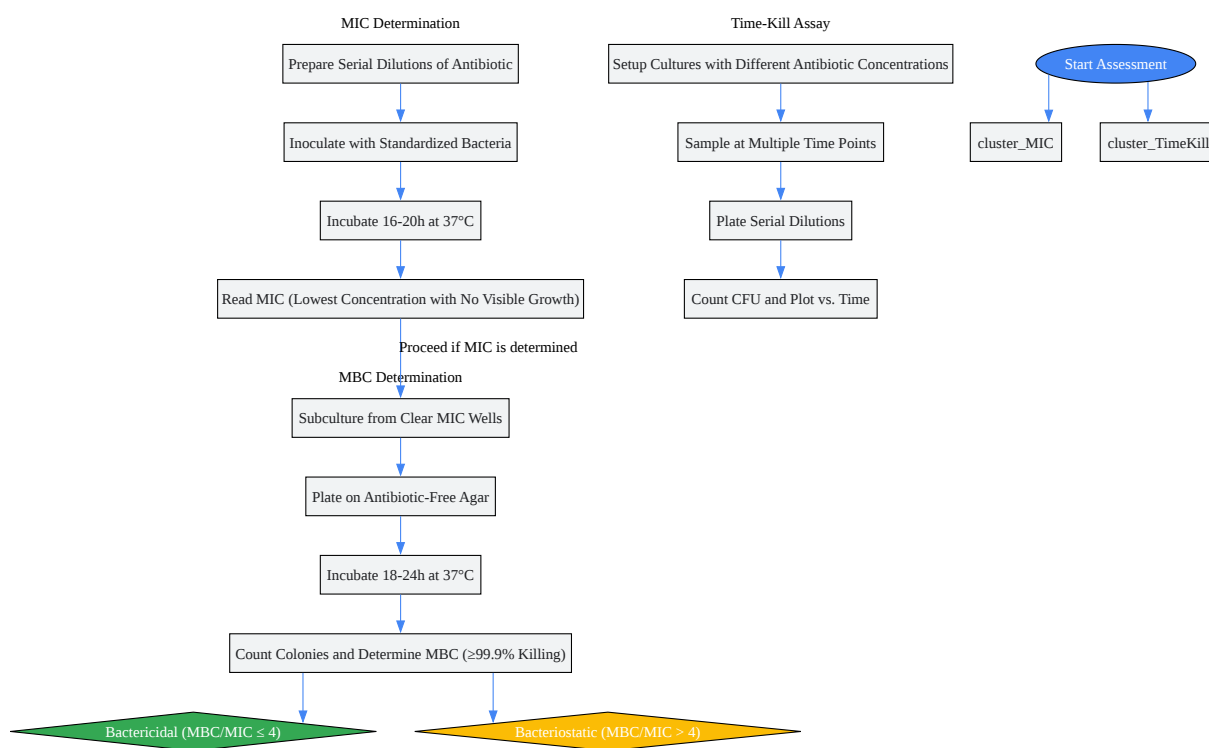 MIC Determination
Prepare Serial Dilutions of Antibiotic
Inoculate with Standardized Bacteria
Incubate 16-20h at 37°C
Read MIC (Lowest Concentration with No Visible Growth)
Proceed if MIC is determined
MBC Determination
Subculture from Clear MIC Wells
Plate on Antibiotic-Free Agar
Incubate 18-24h at 37°C
Count Colonies and Determine MBC (≥99.9% Killing)
Bactericidal (MBC/MIC ≤ 4)
Bacteriostatic (MBC/MIC > 4)
Time-Kill Assay
Setup Cultures with Different Antibiotic Concentrations
Sample at Multiple Time Points
Plate Serial Dilutions
Count CFU and Plot vs. Time
Start Assessment
cluster_MIC
cluster_TimeKill